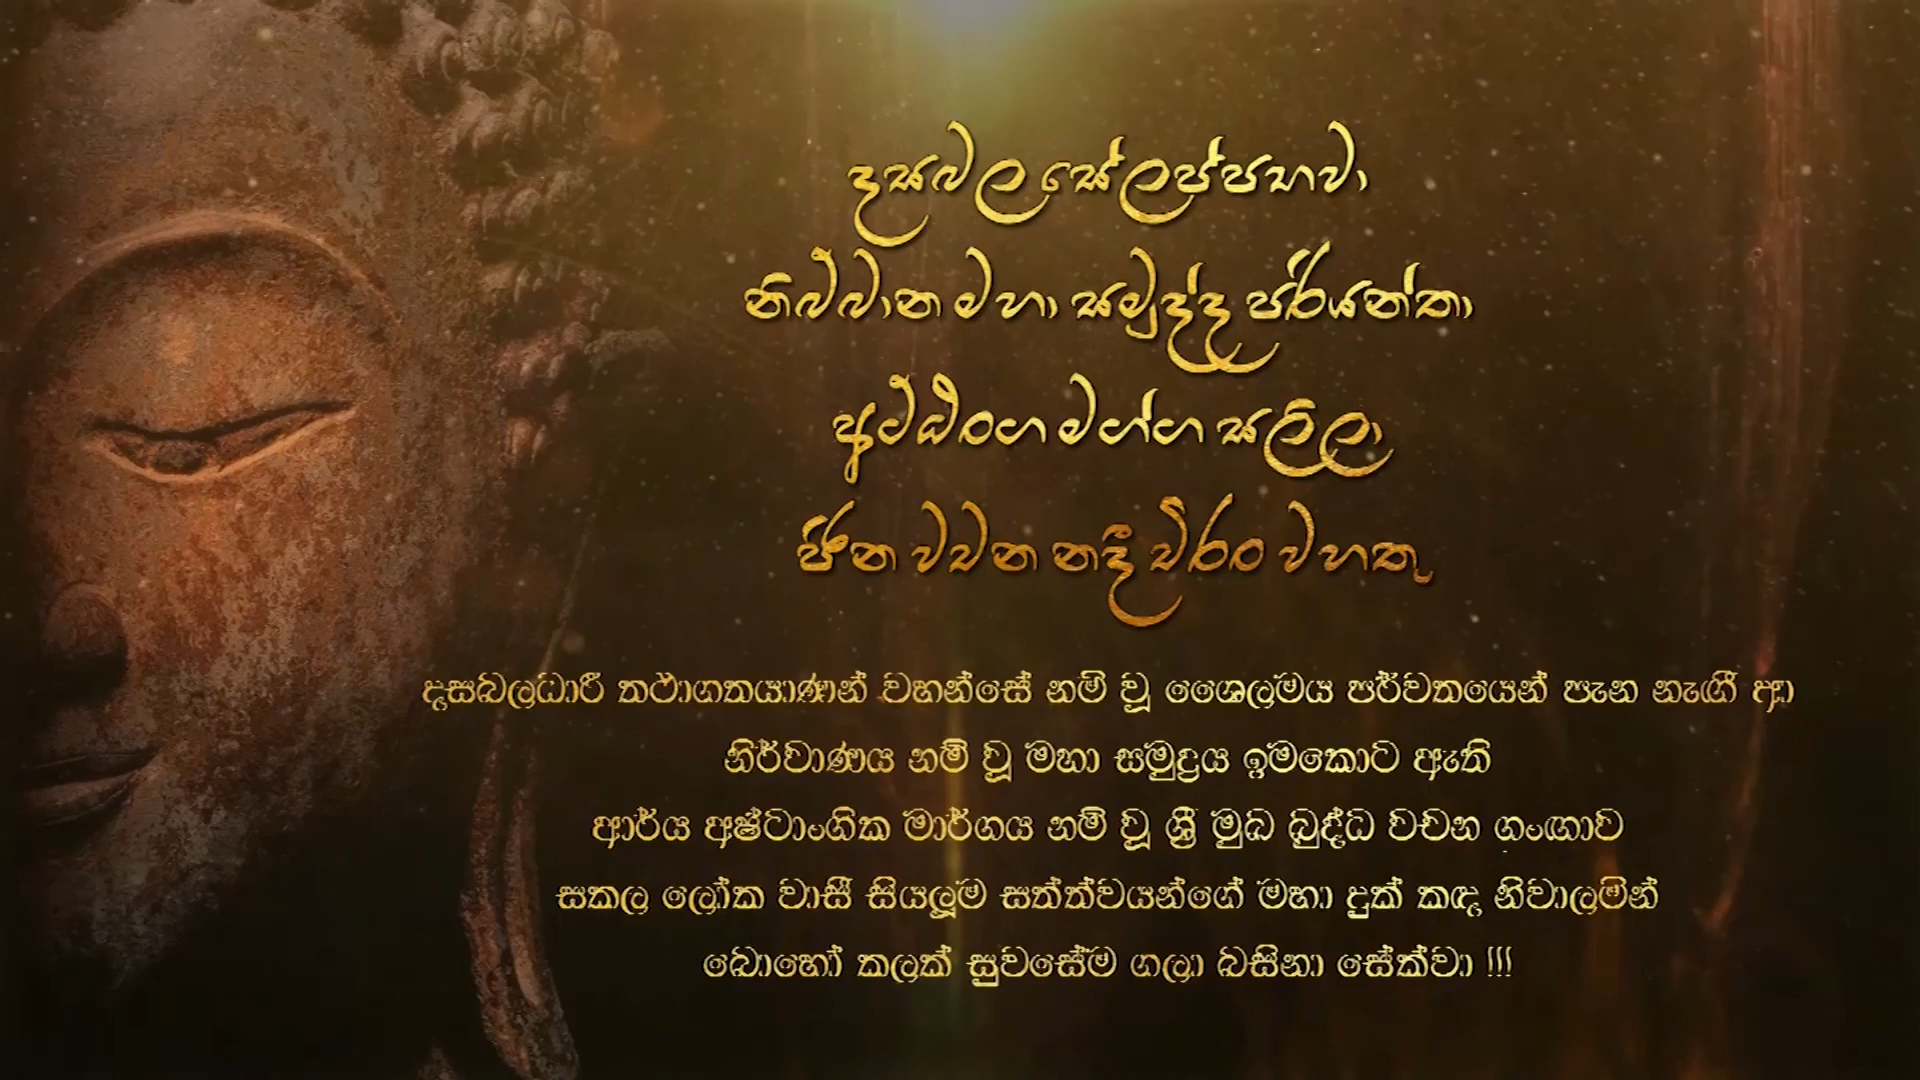 දසබල සේලප්පභවා
නිබ්බාන මහා සමුද්ද පරියන්තා
අට්ඨංග මග්ග සලිලා
ජින වචන නදී චිරං වහතු
දසබලධාරී තථාගතයාණන් වහන්සේ නම් වූ ශෛලමය පර්වතයෙන් පැන නැඟී ආ
නිර්වාණය නම් වූ මහා සමුද්‍රය ඉමකොට ඇති
ආර්ය අෂ්ටාංගික මාර්ගය නම් වූ ශ්‍රී මුඛ බුද්ධ වචන ගංඟාව
සකල ලෝක වාසී සියලූම සත්ත්වයන්ගේ මහා දුක් කඳ නිවාලමින්
බොහෝ කලක් සුවසේම ගලා බසිනා සේක්වා !!!